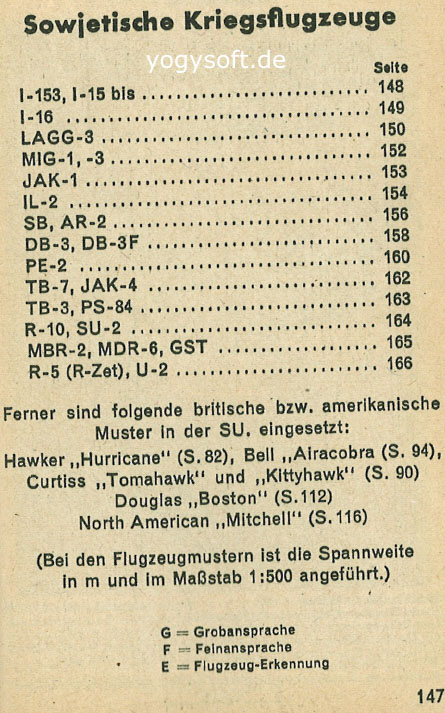 Sowjetische Kriegsflugzeuge
yogysoft.de
Seite
I-153, I-15 bis ........................ 148
I-16 ........................ 149
LAGG-3 ........................ 150
MIG-1, -3 ........................ 152
JAK-1 ........................ 153
IL-2 ........................ 154
SB, AR-2 ........................ 156
DB-3, DB-3F ........................ 158
PE-2 ........................ 160
TB-7, JAK-4 ........................ 162
TB-3, PS-84 ........................ 163
R-10, SU-2 ........................ 164
MBR-2, MDR-6, GST ................ 165
R-5 (R-Zet), U-2 ........................ 166
Ferner sind folgende britische bzw. amerikanische
Muster in der SU. eingesetzt:
Hawker „Hurricane" (S. 82), Bell „Airacobra (S. 94),
Curtiss „Tomahawk" und „Kittyhawk" (S. 90)
Douglas „Boston" (S. 112)
North American „Mitchell" (S. 116)
(Bei den Flugzeugmustern ist die Spannweite
in m und im Maßstab 1:500 angeführt.)
G = Grobansprache
F = Feinansprache
E = Flugzeug-Erkennung
147